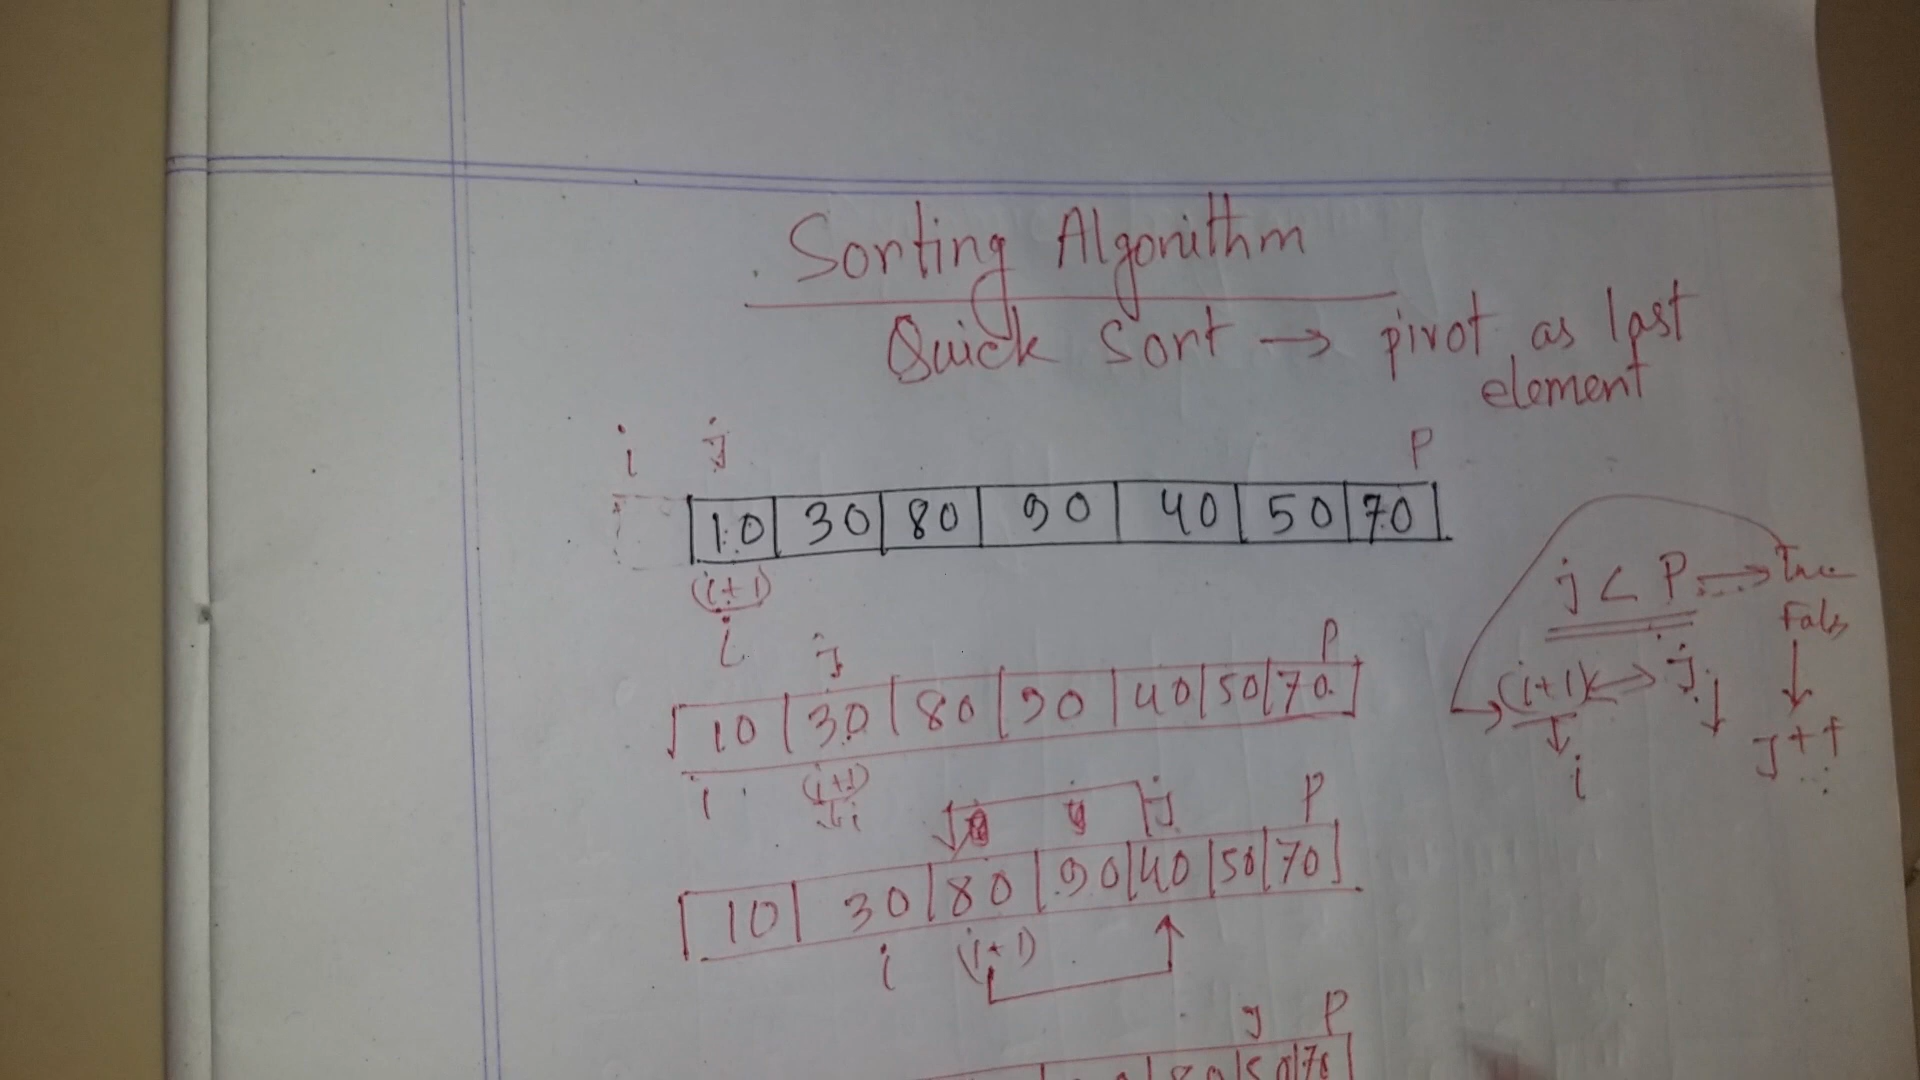 Sorting Algorithm
Quick Sort → pivot as last
element
i j P
10 30 80 90 40 50 70
(i+1)
i j P
10 30 80 90 40 50 70
i (i+1)
i
j P
10 30 80 90 40 50 70
i (i+1)
j P
70
j < P → True
False
(i+1) ↔ j
↓ ↓
i j++